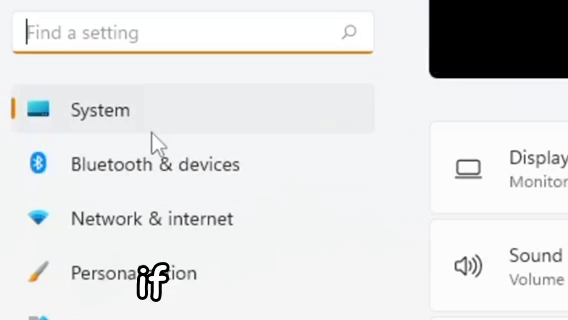 Find a setting
System
Bluetooth & devices
Network & internet
if
Display
Monitor
Sound
Volume